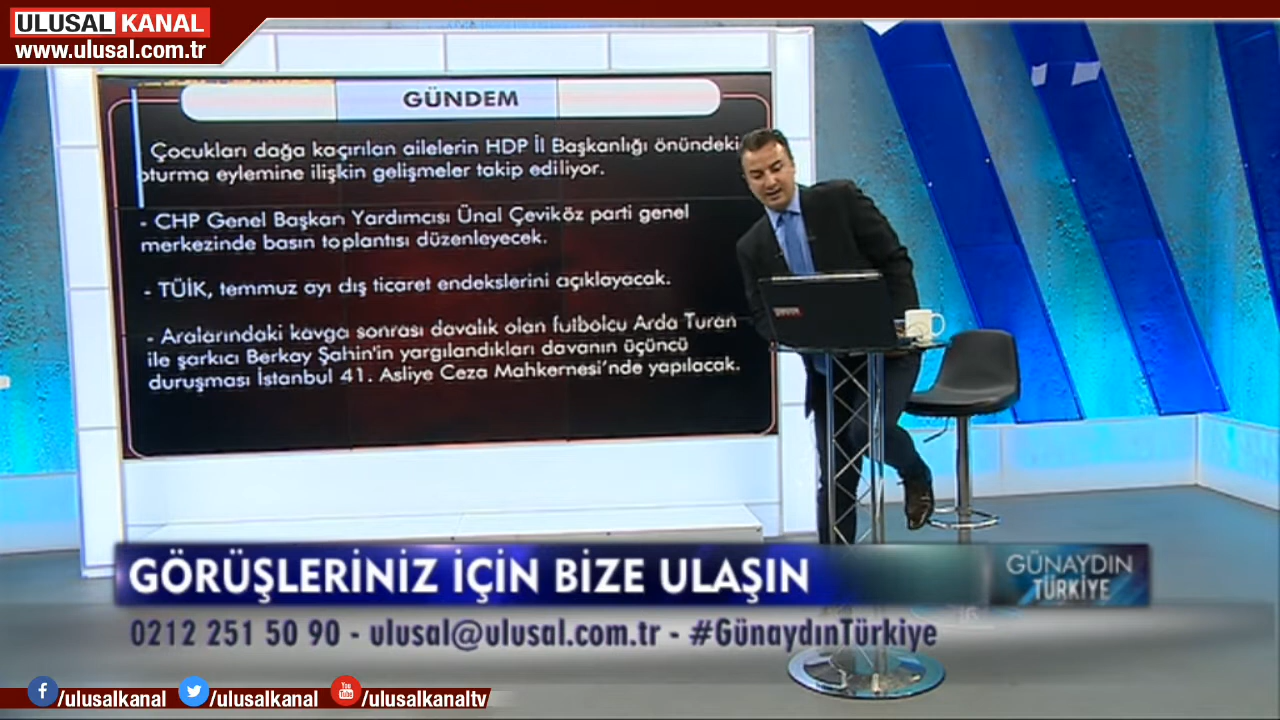 ULUSAL KANAL
www.ulusal.com.tr
GÜNDEM
Çocukları dağa kaçırılan ailelerin HDP İl Başkanlığı önündeki
oturma eylemine ilişkin gelişmeler takip ediliyor.
- CHP Genel Başkan Yardımcısı Ünal Çeviköz parti genel
merkezinde basın toplantısı düzenleyecek.
- TÜİK, temmuz ayı dış ticaret endekslerini açıklayacak.
- Aralarındaki kavga sonrası davalık olan futbolcu Arda Turan
ile şarkıcı Berkay Şahin'in yargılandıkları davanın üçüncü
duruşması İstanbul 41. Asliye Ceza Mahkemesi'nde yapılacak.
GÖRÜŞLERİNİZ İÇİN BİZE ULAŞIN
GÜNAYDIN
TÜRKİYE
0212 251 50 90 - ulusal@ulusal.com.tr - #GünaydınTürkiye
/ulusalkanal /ulusalkanal /ulusalkanaltv